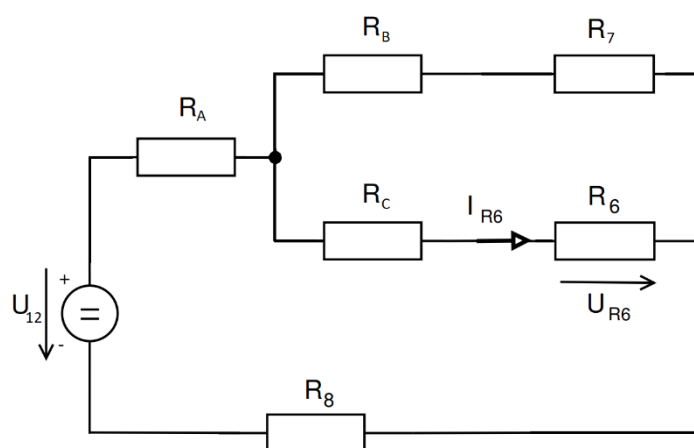 R_B
R_7
R_A
R_C
I_R6
R_6
U_R6
U_12
+
=
-
R_8